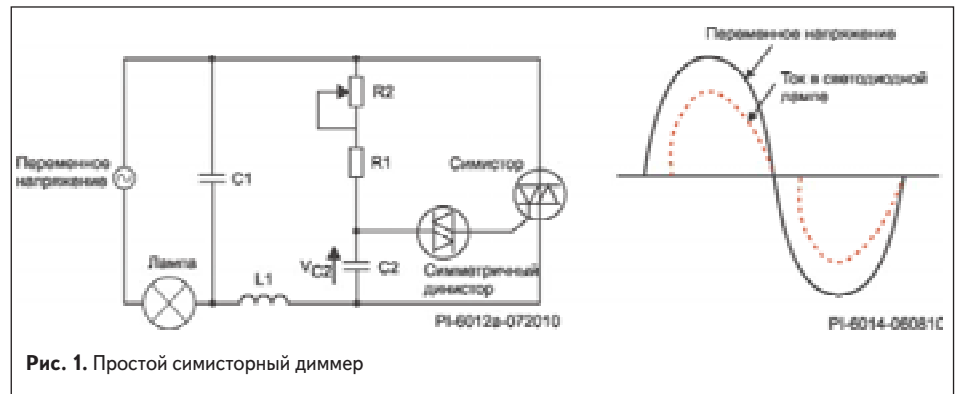 Переменное напряжение
Ток в светодиодной
лампе
R2
R1
Симистор
Переменное
напряжение
C1
Лампа
L1
VC2
C2
Симметричный
динистор
PI-6012a-072010
PI-6014-060810
Рис. 1. Простой симисторный диммер